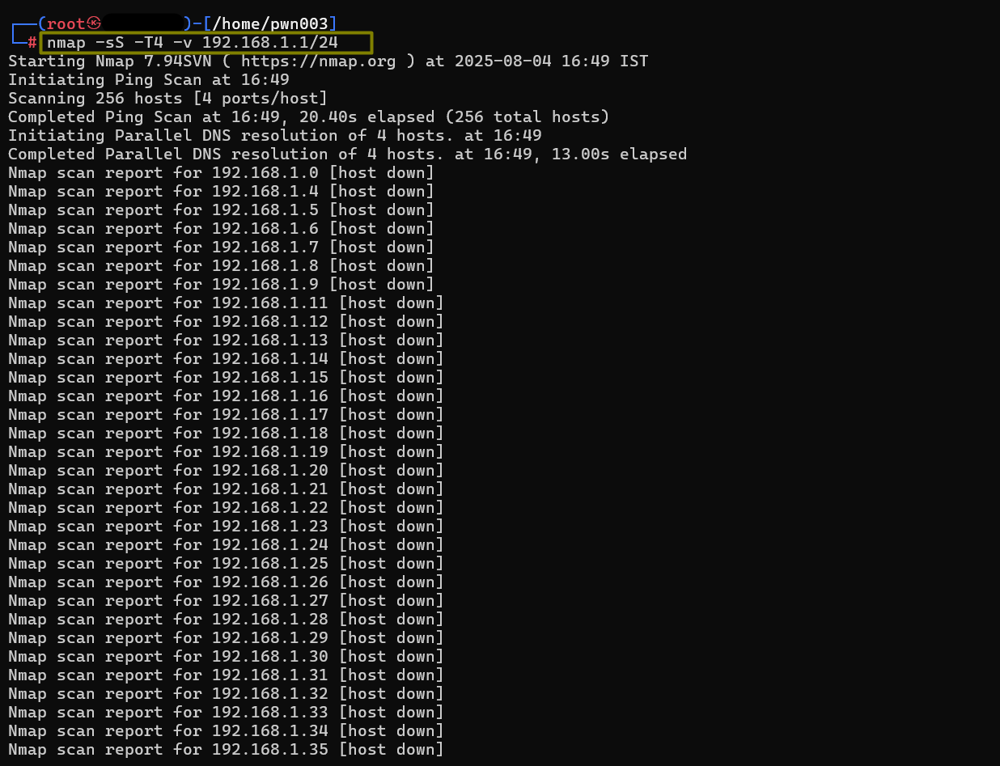 ┌──(root㉿ )-[/home/pwn003]
└─# nmap -sS -T4 -v 192.168.1.1/24
Starting Nmap 7.94SVN ( https://nmap.org ) at 2025-08-04 16:49 IST
Initiating Ping Scan at 16:49
Scanning 256 hosts [4 ports/host]
Completed Ping Scan at 16:49, 20.40s elapsed (256 total hosts)
Initiating Parallel DNS resolution of 4 hosts. at 16:49
Completed Parallel DNS resolution of 4 hosts. at 16:49, 13.00s elapsed
Nmap scan report for 192.168.1.0 [host down]
Nmap scan report for 192.168.1.4 [host down]
Nmap scan report for 192.168.1.5 [host down]
Nmap scan report for 192.168.1.6 [host down]
Nmap scan report for 192.168.1.7 [host down]
Nmap scan report for 192.168.1.8 [host down]
Nmap scan report for 192.168.1.9 [host down]
Nmap scan report for 192.168.1.11 [host down]
Nmap scan report for 192.168.1.12 [host down]
Nmap scan report for 192.168.1.13 [host down]
Nmap scan report for 192.168.1.14 [host down]
Nmap scan report for 192.168.1.15 [host down]
Nmap scan report for 192.168.1.16 [host down]
Nmap scan report for 192.168.1.17 [host down]
Nmap scan report for 192.168.1.18 [host down]
Nmap scan report for 192.168.1.19 [host down]
Nmap scan report for 192.168.1.20 [host down]
Nmap scan report for 192.168.1.21 [host down]
Nmap scan report for 192.168.1.22 [host down]
Nmap scan report for 192.168.1.23 [host down]
Nmap scan report for 192.168.1.24 [host down]
Nmap scan report for 192.168.1.25 [host down]
Nmap scan report for 192.168.1.26 [host down]
Nmap scan report for 192.168.1.27 [host down]
Nmap scan report for 192.168.1.28 [host down]
Nmap scan report for 192.168.1.29 [host down]
Nmap scan report for 192.168.1.30 [host down]
Nmap scan report for 192.168.1.31 [host down]
Nmap scan report for 192.168.1.32 [host down]
Nmap scan report for 192.168.1.33 [host down]
Nmap scan report for 192.168.1.34 [host down]
Nmap scan report for 192.168.1.35 [host down]